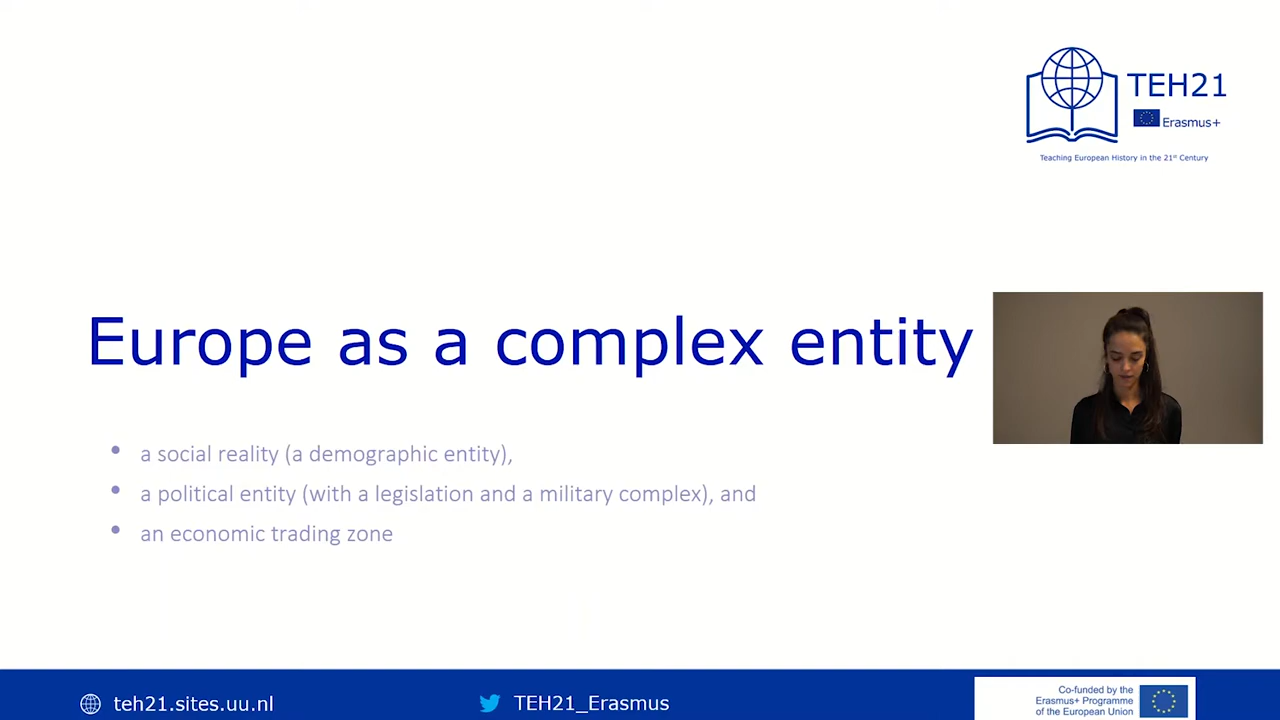 TEH21
Erasmus+
Teaching European History in the 21st Century
Europe as a complex entity
• a social reality (a demographic entity),
• a political entity (with a legislation and a military complex), and
• an economic trading zone
teh21.sites.uu.nl
TEH21_Erasmus
Co-funded by the
Erasmus+ Programme
of the European Union